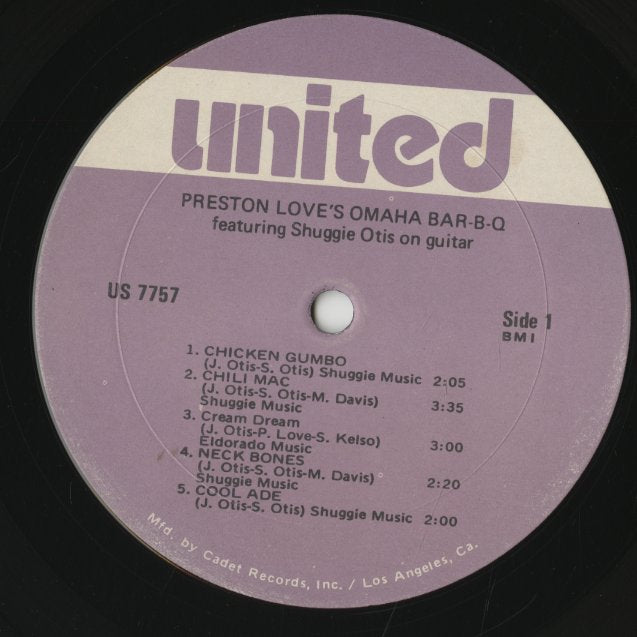 united
PRESTON LOVE'S OMAHA BAR-B-Q
featuring Shuggie Otis on guitar
US 7757
Side 1
BMI
1. CHICKEN GUMBO
(J. Otis-S. Otis) Shuggie Music 2:05
2. CHILI MAC
(J. Otis-S. Otis-M. Davis)
Shuggie Music 3:35
3. Cream Dream
(J. Otis-P. Love-S. Kelso)
Eldorado Music 3:00
4. NECK BONES
(J. Otis-S. Otis-M. Davis)
Shuggie Music 2:20
5. COOL ADE
(J. Otis-S. Otis) Shuggie Music 2:00
Mfd. by Cadet Records, Inc. / Los Angeles, Ca.